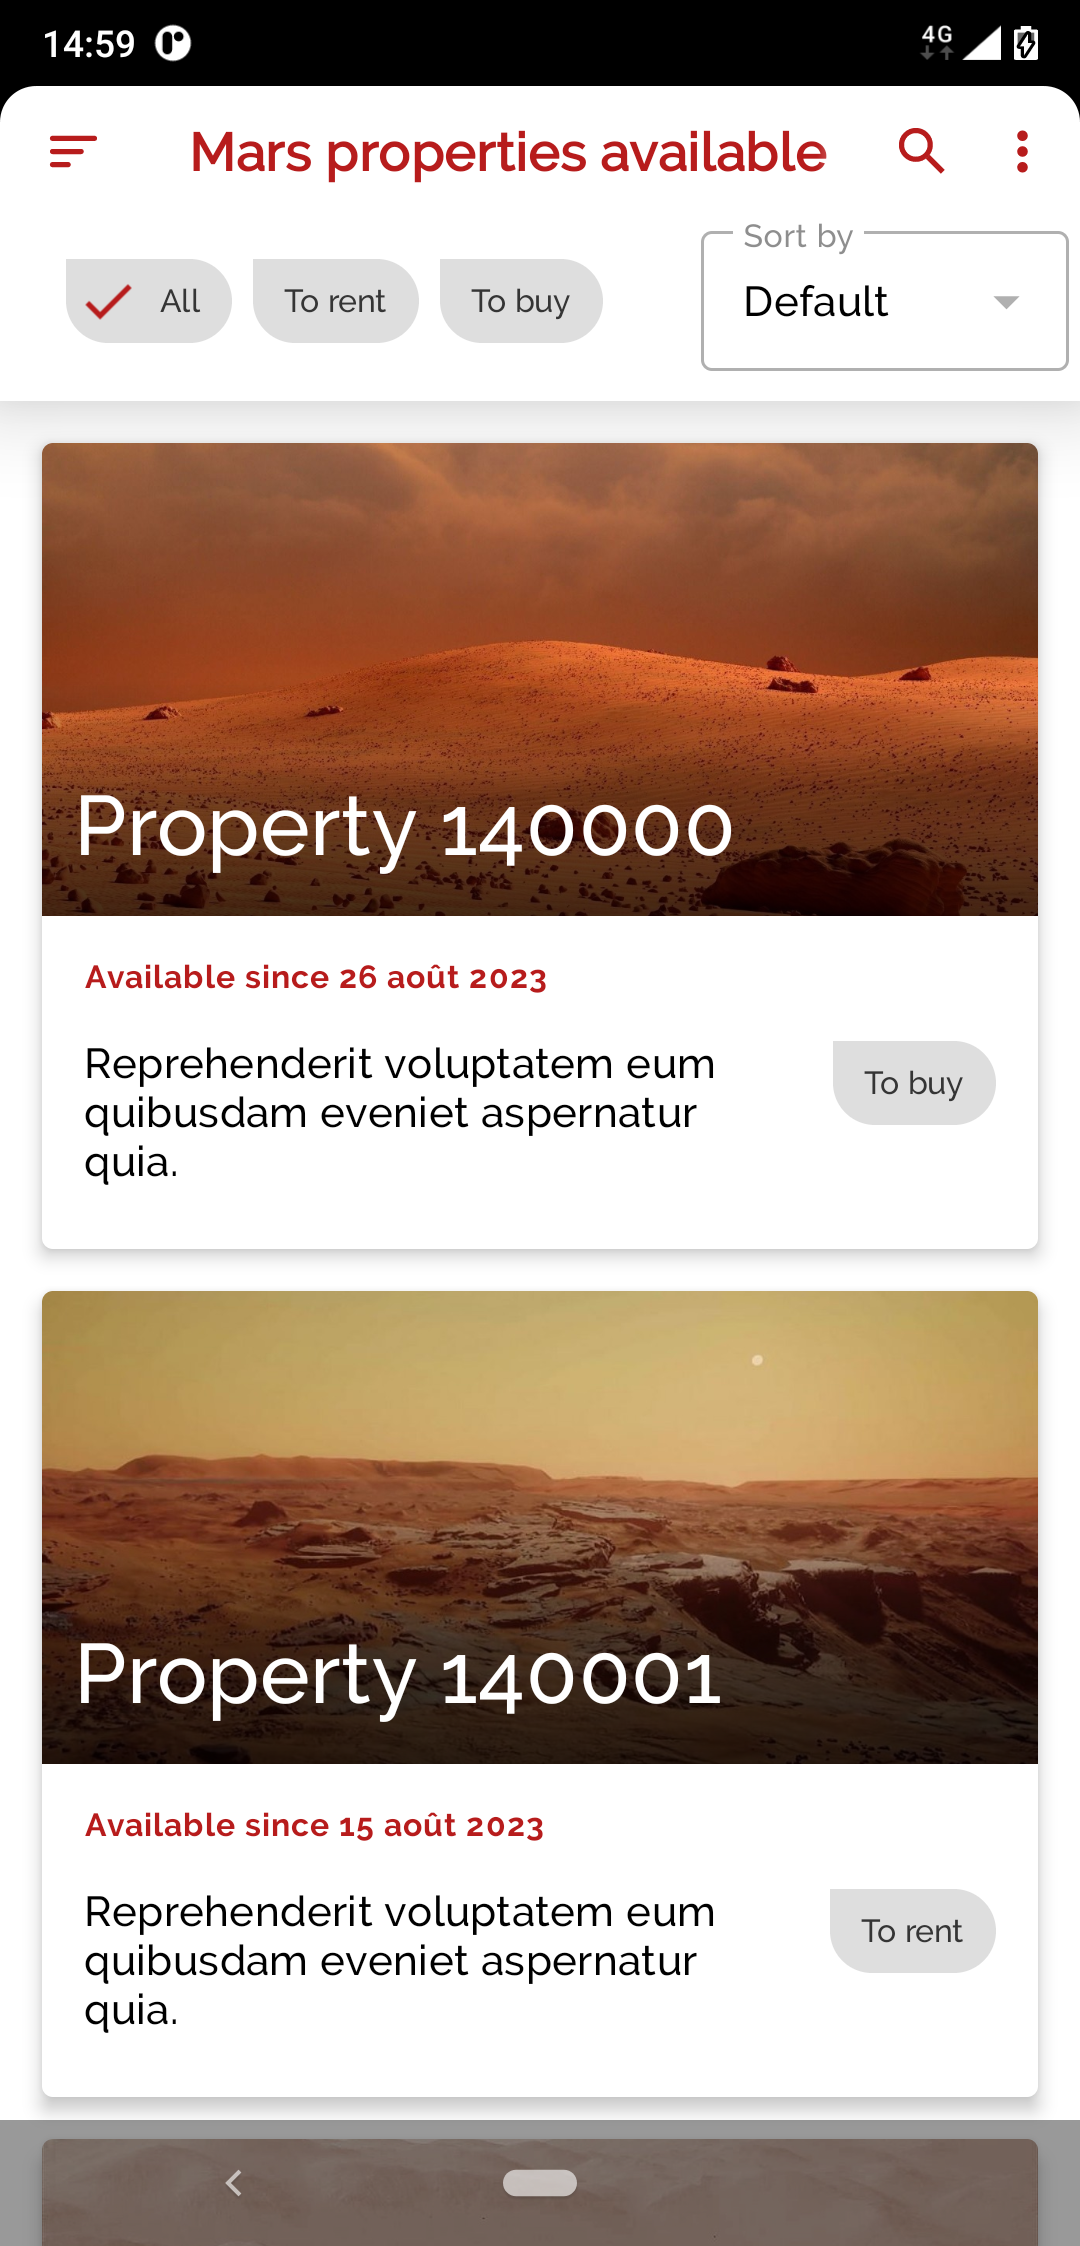 14:59
4G
Mars properties available
Sort by
All
To rent
To buy
Default
Property 140000
Available since 26 août 2023
Reprehenderit voluptatem eum
quibusdam eveniet aspernatur
quia.
To buy
Property 140001
Available since 15 août 2023
Reprehenderit voluptatem eum
quibusdam eveniet aspernatur
quia.
To rent